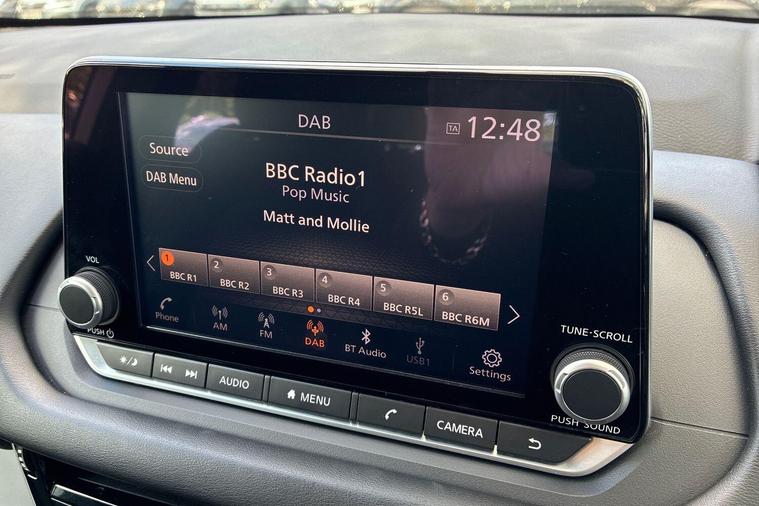 DAB
TA 12:48
Source
DAB Menu
BBC Radio1
Pop Music
Matt and Mollie
1 BBC R1
2 BBC R2
3 BBC R3
4 BBC R4
5 BBC R5L
6 BBC R6M
Phone
AM
FM
DAB
BT Audio
USB1
Settings
VOL
PUSH
TUNE·SCROLL
PUSH SOUND
AUDIO
MENU
CAMERA